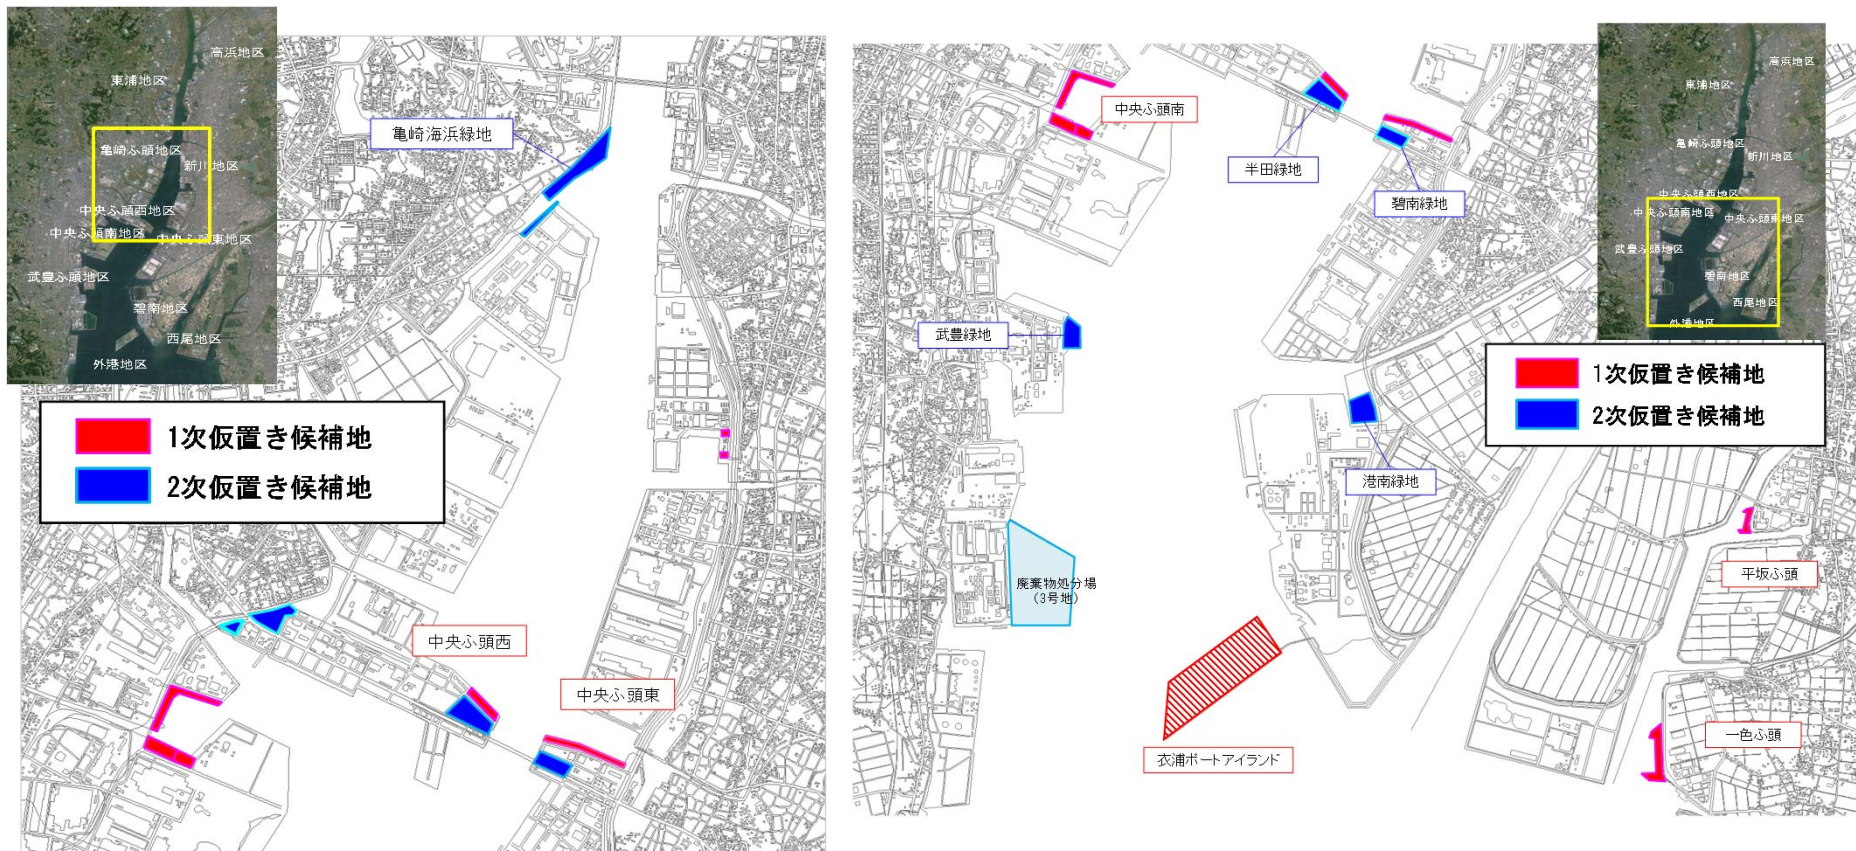 高浜地区
東浦地区
亀崎ふ頭地区
新川地区
中央ふ頭西地区
中央ふ頭南地区
中央ふ頭東地区
武豊ふ頭地区
碧南地区
西尾地区
外港地区
亀崎海浜緑地
1次仮置き候補地
2次仮置き候補地
中央ふ頭西
中央ふ頭東
中央ふ頭南
半田緑地
碧南緑地
武豊緑地
港南緑地
廃棄物処分場
(3号地)
衣浦ポートアイランド
平坂ふ頭
一色ふ頭
高浜地区
東浦地区
亀崎ふ頭地区
新川地区
中央ふ頭西地区
中央ふ頭南地区
中央ふ頭東地区
武豊ふ頭地区
碧南地区
西尾地区
外港地区
1次仮置き候補地
2次仮置き候補地